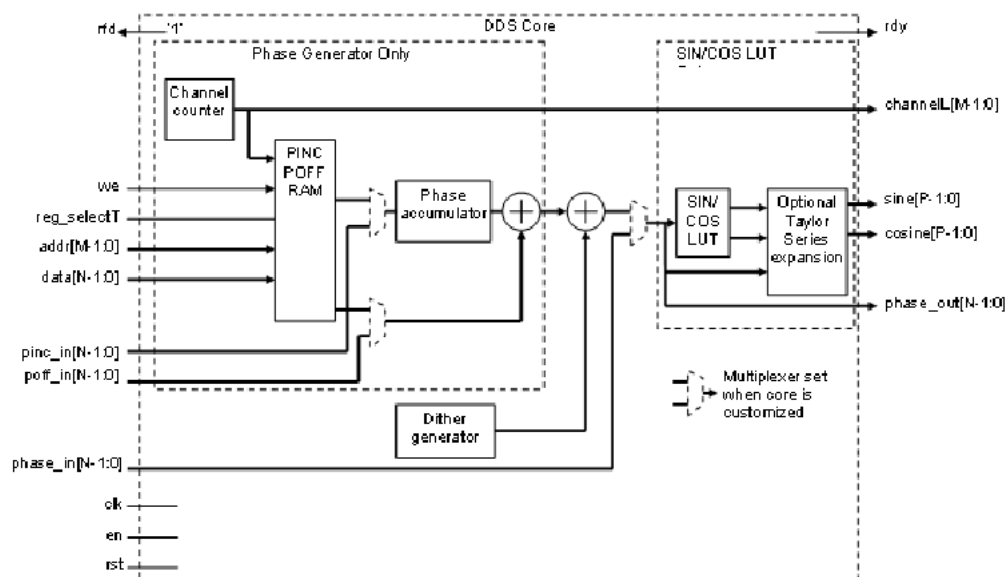 rfd
'1'
DDS Core
rdy
Phase Generator Only
SIN/COS LUT
Channel
counter
channelL[M-1:0]
PINC
POFF
RAM
we
reg_selectT
addr[M-1:0]
data[N-1:0]
Phase
accumulator
SIN/
COS
LUT
Optional
Taylor
Series
expansion
sine[P-1:0]
cosine[P-1:0]
phase_out[N-1:0]
pinc_in[N-1:0]
poff_in[N-1:0]
Multiplexer set
when core is
customized
Dither
generator
phase_in[N-1:0]
clk
en
rst